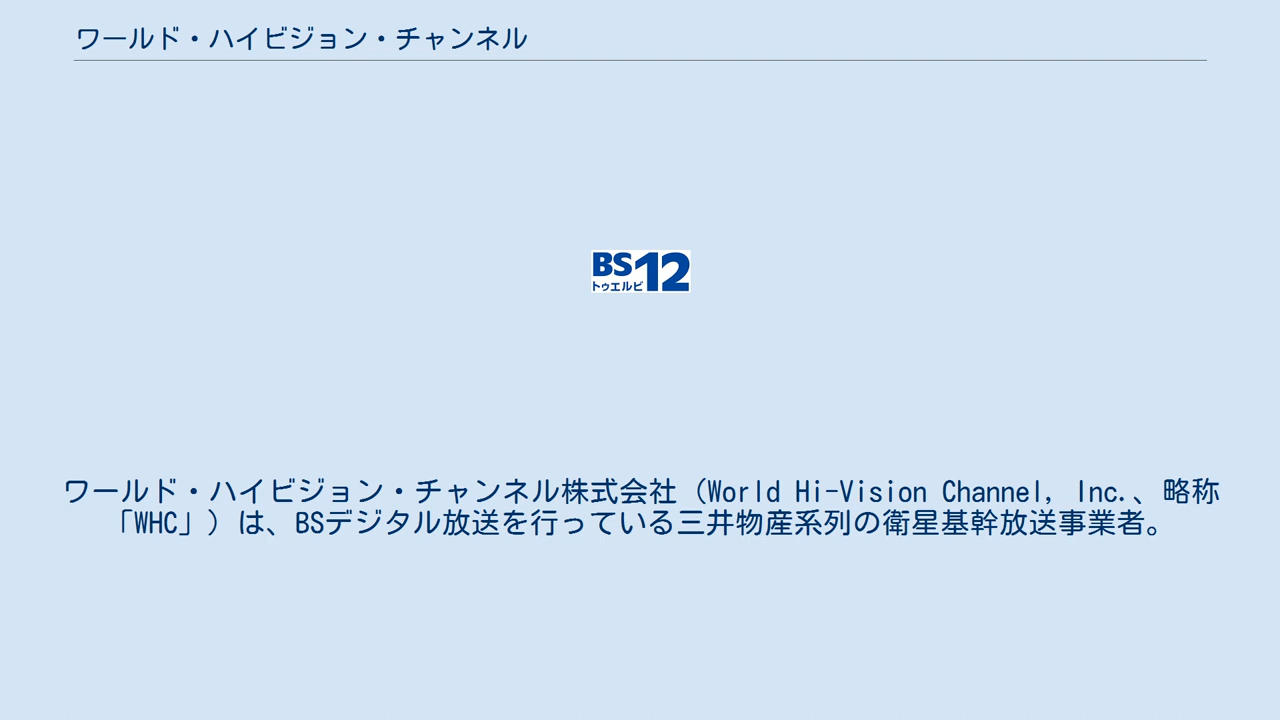 ワールド・ハイビジョン・チャンネル
BS12
トゥエルビ
ワールド・ハイビジョン・チャンネル株式会社（World Hi-Vision Channel, Inc.、略称
「WHC」）は、BSデジタル放送を行っている三井物産系列の衛星基幹放送事業者。